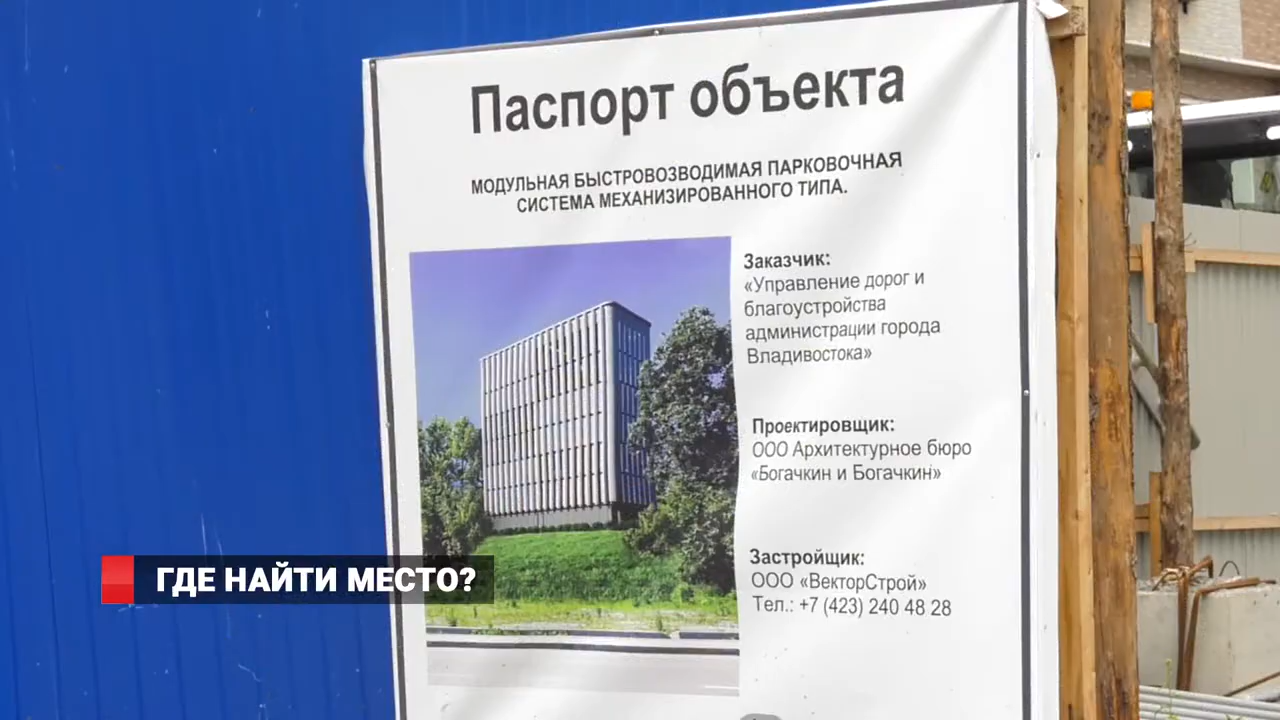 Паспорт объекта
МОДУЛЬНАЯ БЫСТРОВОЗВОДИМАЯ ПАРКОВОЧНАЯ
СИСТЕМА МЕХАНИЗИРОВАННОГО ТИПА.
Заказчик:
«Управление дорог и
благоустройства
администрации города
Владивостока»
Проектировщик:
ООО Архитектурное бюро
«Богачкин и Богачкин»
Застройщик:
ООО «ВекторСтрой»
Тел.: +7 (423) 240 48 28
ГДЕ НАЙТИ МЕСТО?